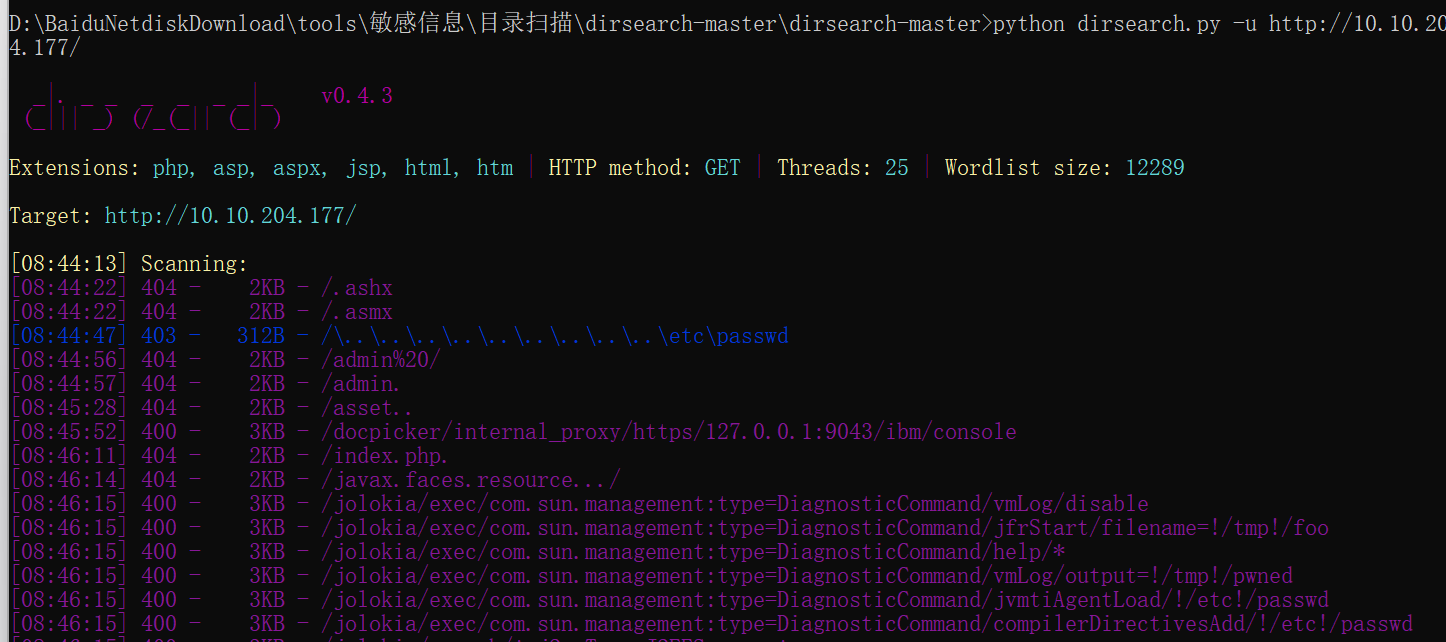 D:\BaiduNetdiskDownload\tools\敏感信息\目录扫描\dirsearch-master\dirsearch-master>python dirsearch.py -u http://10.10.20
4.177/
v0.4.3
Extensions: php, asp, aspx, jsp, html, htm | HTTP method: GET | Threads: 25 | Wordlist size: 12289
Target: http://10.10.204.177/
[08:44:13] Scanning:
[08:44:22] 404 -    2KB - /.ashx
[08:44:22] 404 -    2KB - /.asmx
[08:44:47] 403 -   312B - /\..\..\..\..\..\..\..\..\..\etc\passwd
[08:44:56] 404 -    2KB - /admin%20/
[08:44:57] 404 -    2KB - /admin.
[08:45:28] 404 -    2KB - /asset..
[08:45:52] 400 -    3KB - /docpicker/internal_proxy/https/127.0.0.1:9043/ibm/console
[08:46:11] 404 -    2KB - /index.php.
[08:46:14] 404 -    2KB - /javax.faces.resource.../
[08:46:15] 400 -    3KB - /jolokia/exec/com.sun.management:type=DiagnosticCommand/vmLog/disable
[08:46:15] 400 -    3KB - /jolokia/exec/com.sun.management:type=DiagnosticCommand/jfrStart/filename=!/tmp!/foo
[08:46:15] 400 -    3KB - /jolokia/exec/com.sun.management:type=DiagnosticCommand/help/*
[08:46:15] 400 -    3KB - /jolokia/exec/com.sun.management:type=DiagnosticCommand/vmLog/output=!/tmp!/pwned
[08:46:15] 400 -    3KB - /jolokia/exec/com.sun.management:type=DiagnosticCommand/jvmtiAgentLoad/!/etc!/passwd
[08:46:15] 400 -    3KB - /jolokia/exec/com.sun.management:type=DiagnosticCommand/compilerDirectivesAdd/!/etc!/passwd